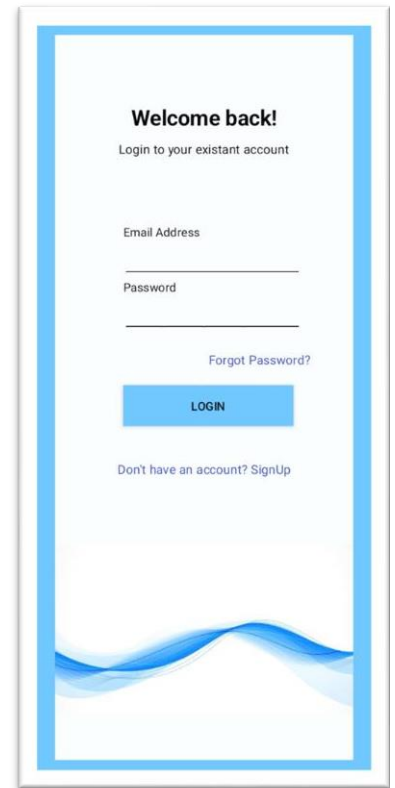 Welcome back!
Login to your existant account
Email Address
Password
Forgot Password?
LOGIN
Don't have an account? SignUp